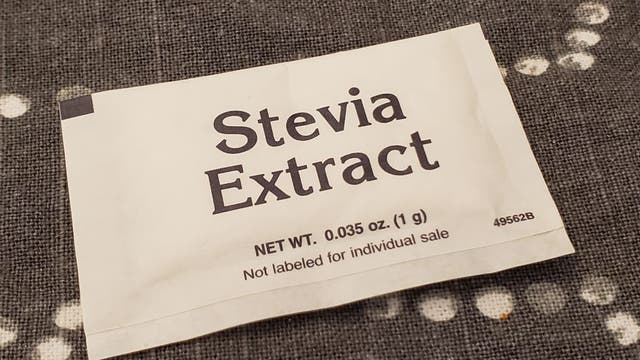 Stevia
Extract
NET WT. 0.035 oz. (1 g)
Not labeled for individual sale
49562B